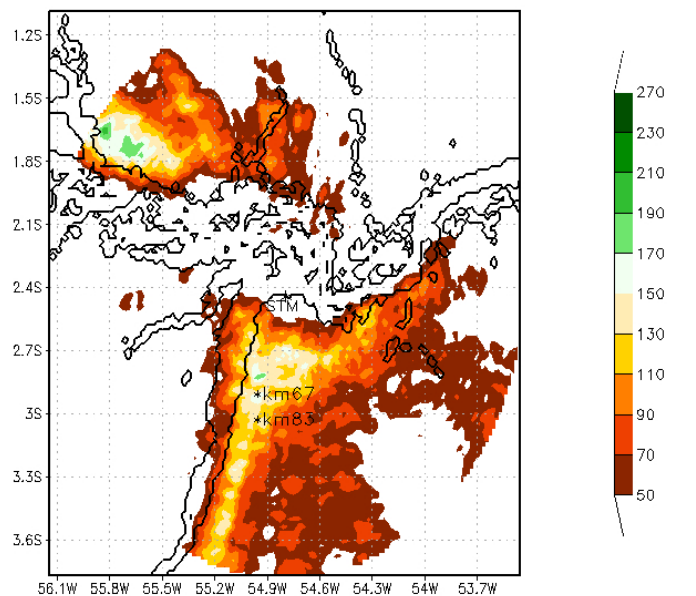 1.2S
1.5S
1.8S
2.1S
2.4S
2.7S
3S
3.3S
3.6S
STM
*km67
*km83
56.1W 55.8W 55.5W 55.2W 54.9W 54.6W 54.3W 54W 53.7W
270
230
210
190
170
150
130
110
90
70
50